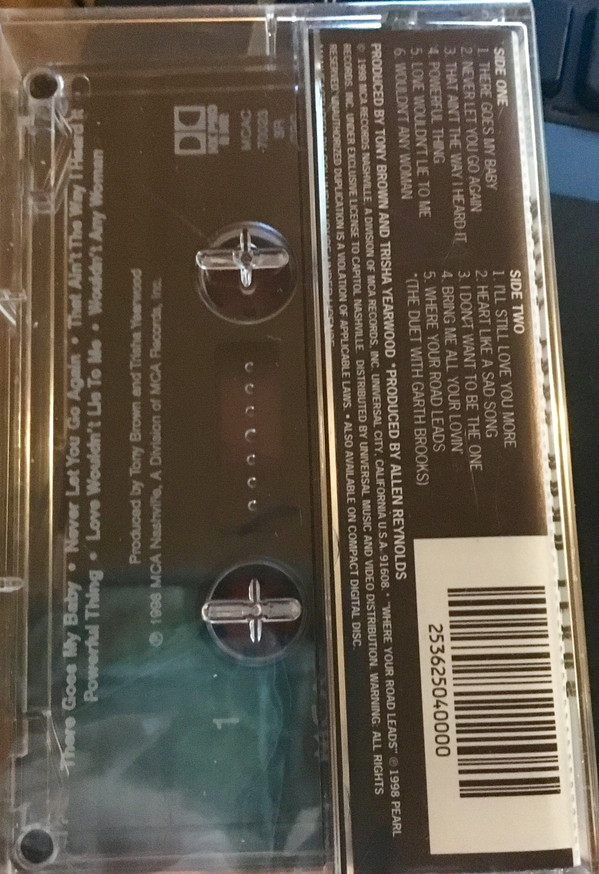 SIDE ONE
1. THERE GOES MY BABY
2. NEVER LET YOU GO AGAIN
3. THAT AIN'T THE WAY I HEARD IT
4. POWERFUL THING
5. LOVE WOULDN'T LIE TO ME
6. WOULDN'T ANY WOMAN
SIDE TWO
1. I'LL STILL LOVE YOU MORE
2. HEART LIKE A SAD SONG
3. I DON'T WANT TO BE THE ONE
4. BRING ME ALL YOUR LOVIN'
5. WHERE YOUR ROAD LEADS
*(THE DUET WITH GARTH BROOKS)
PRODUCED BY TONY BROWN AND TRISHA YEARWOOD *PRODUCED BY ALLEN REYNOLDS
℗ 1998 MCA RECORDS NASHVILLE, A DIVISION OF MCA RECORDS, INC. UNIVERSAL CITY, CALIFORNIA U.S.A. 91608. • "WHERE YOUR ROAD LEADS" ℗ 1998 PEARL
RECORDS, INC. UNDER EXCLUSIVE LICENSE TO CAPITOL NASHVILLE. DISTRIBUTED BY UNIVERSAL MUSIC AND VIDEO DISTRIBUTION. WARNING: ALL RIGHTS
RESERVED. UNAUTHORIZED DUPLICATION IS A VIOLATION OF APPLICABLE LAWS. • ALSO AVAILABLE ON COMPACT DIGITAL DISC.
253625040000
1
There Goes My Baby • Never Let You Go Again • That Ain't The Way I Heard It
Powerful Thing • Love Wouldn't Lie To Me • Wouldn't Any Woman
Produced by Tony Brown and Trisha Yearwood
℗ 1998 MCA Nashville, A Division of MCA Records, Inc.